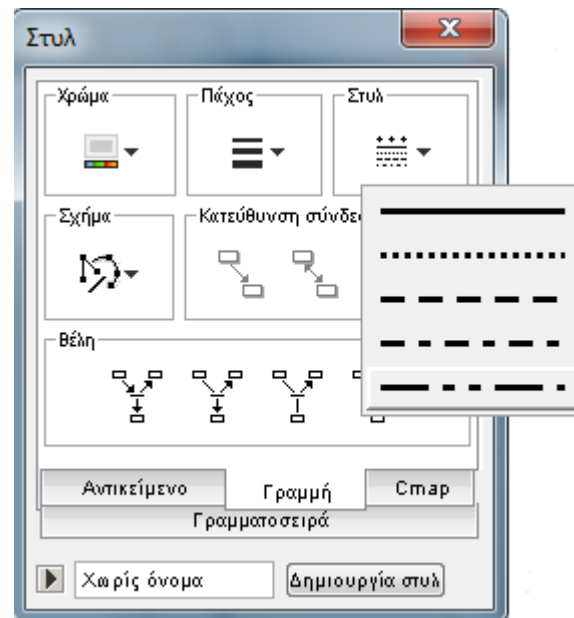 Στυλ
Χρώμα Πάχος Στυλ
Σχήμα Κατεύθυνση σύνδε
Βέλη
Αντικείμενο Γραμμή Cmap
Γραμματοσειρά
Χωρίς όνομα Δημιουργία στυλ